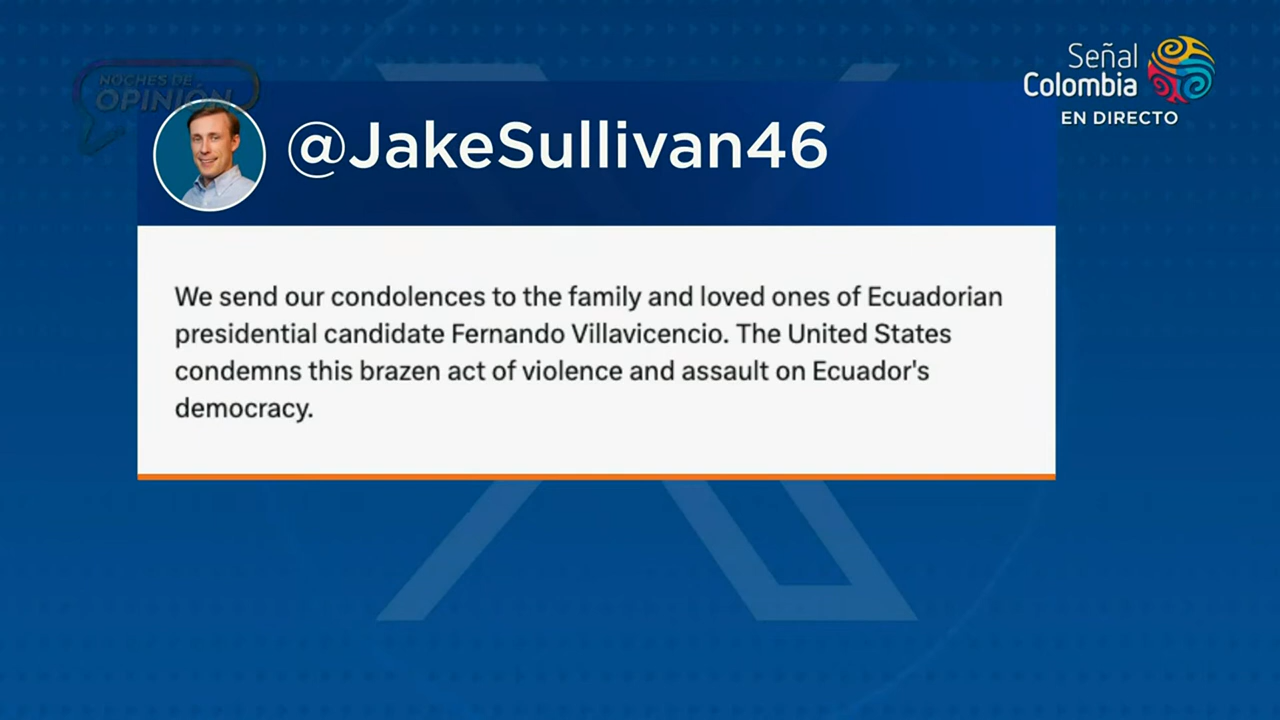 NOCHES DE
OPINIÓN
Señal
Colombia
EN DIRECTO
@JakeSullivan46
We send our condolences to the family and loved ones of Ecuadorian
presidential candidate Fernando Villavicencio. The United States
condemns this brazen act of violence and assault on Ecuador's
democracy.